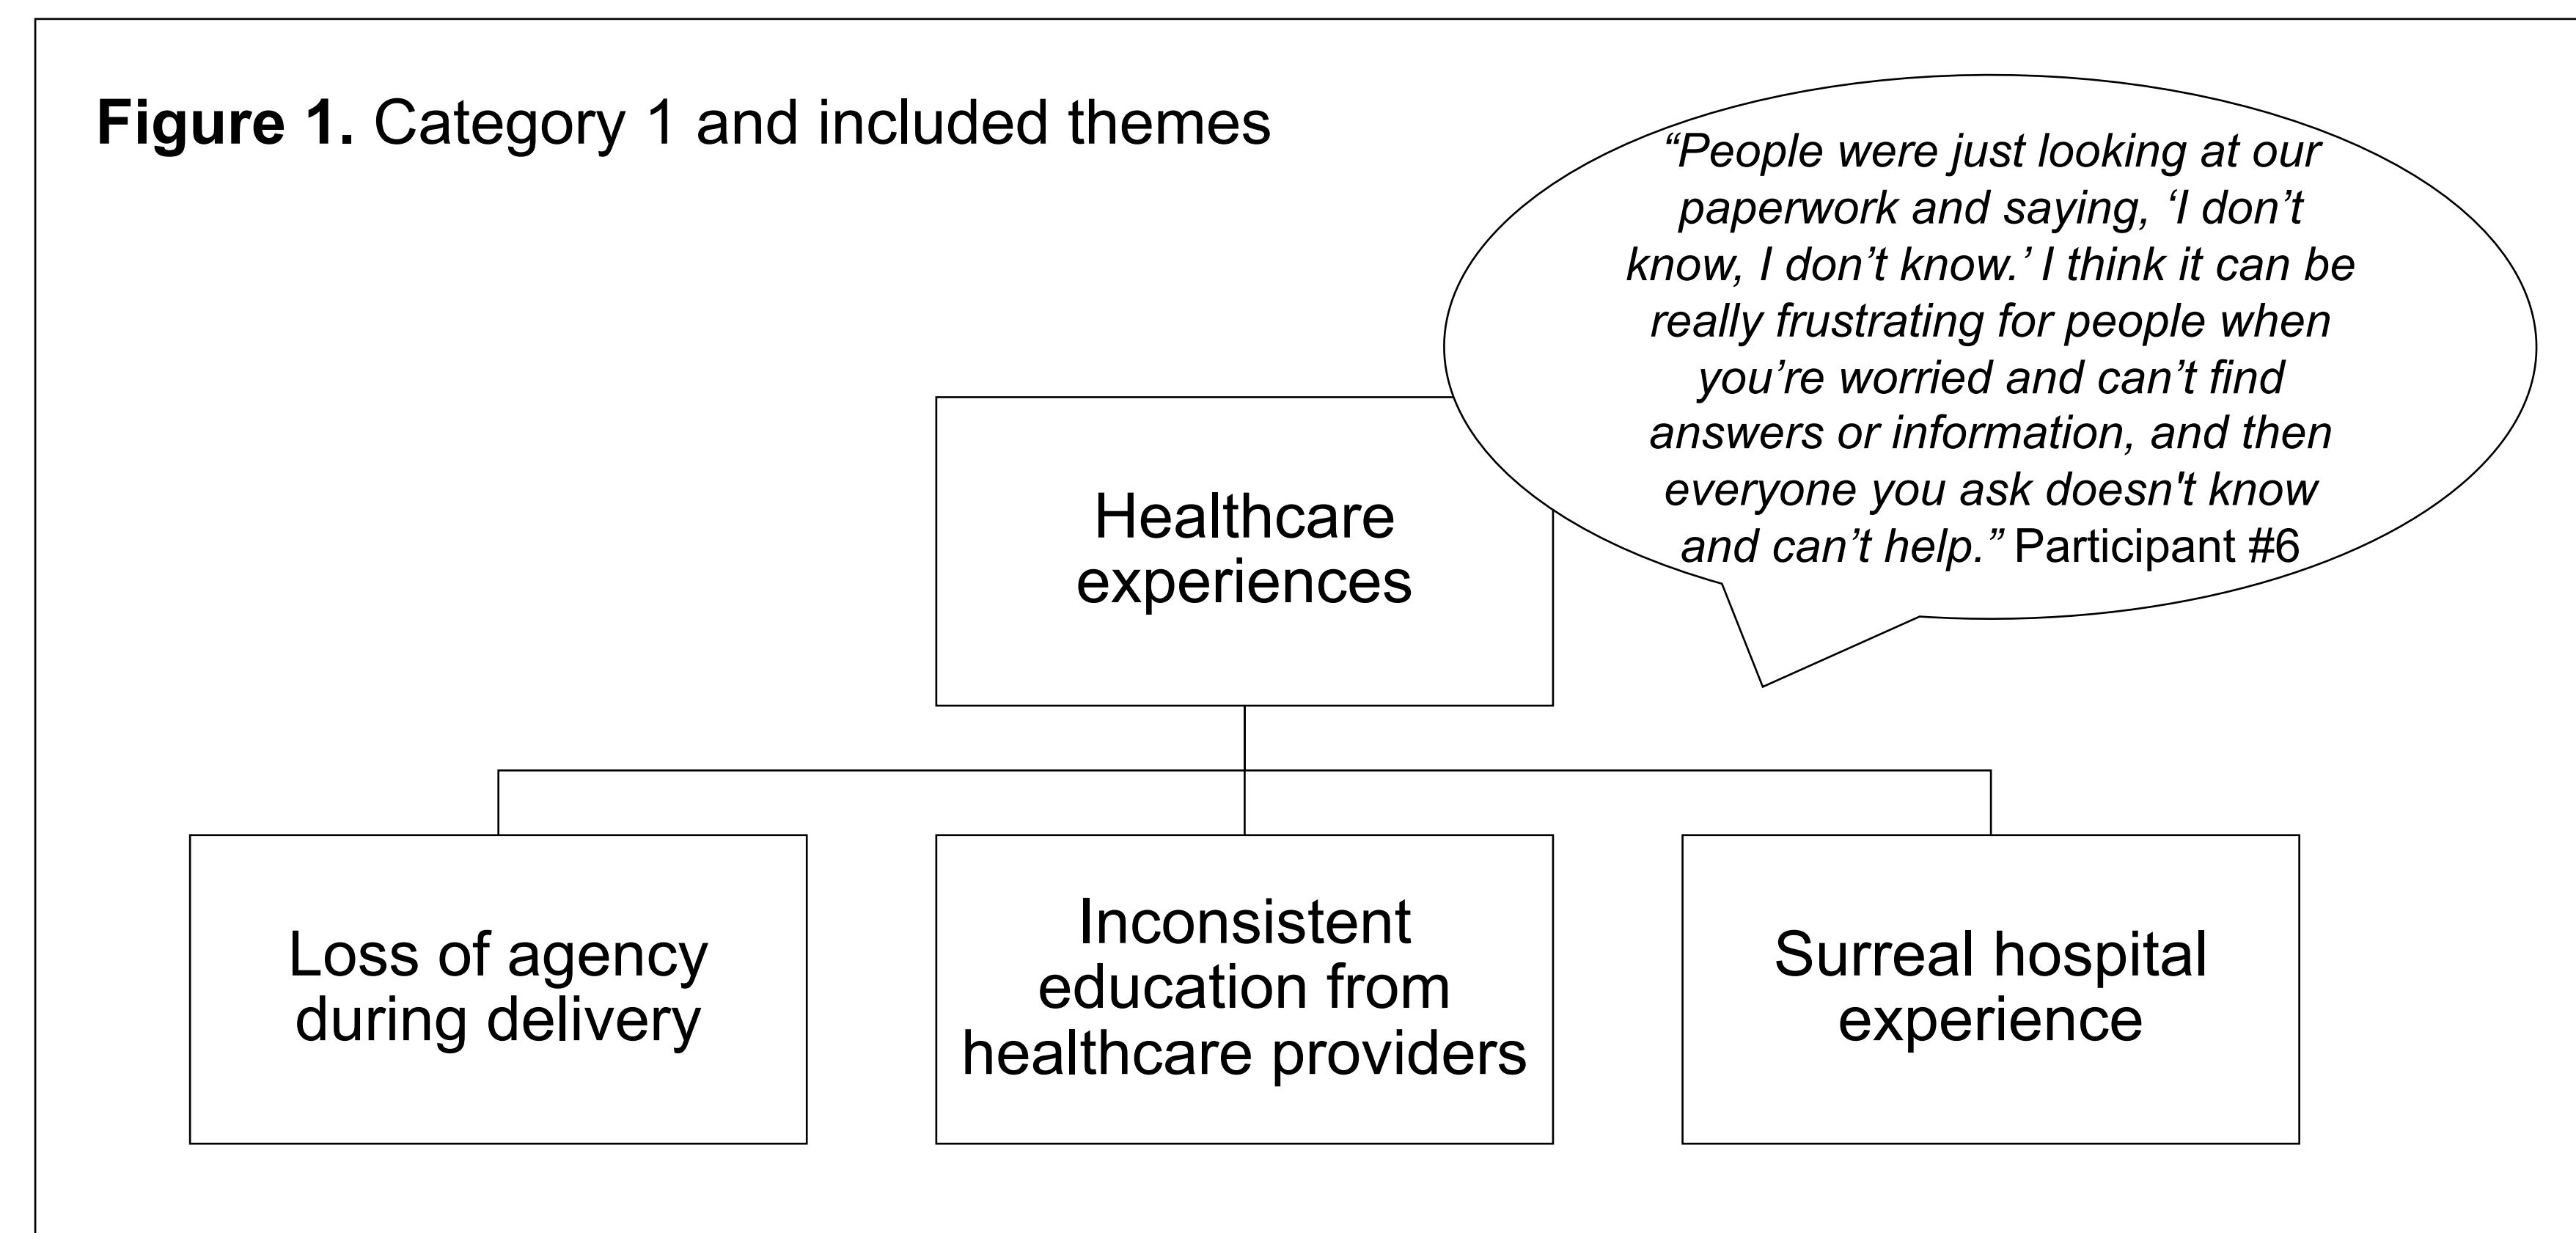 Figure 1. Category 1 and included themes
“People were just looking at our
paperwork and saying, ‘I don’t
know, I don’t know.’ I think it can be
really frustrating for people when
you’re worried and can’t find
answers or information, and then
everyone you ask doesn't know
and can’t help.” Participant #6
Healthcare
experiences
Loss of agency
during delivery
Inconsistent
education from
healthcare providers
Surreal hospital
experience